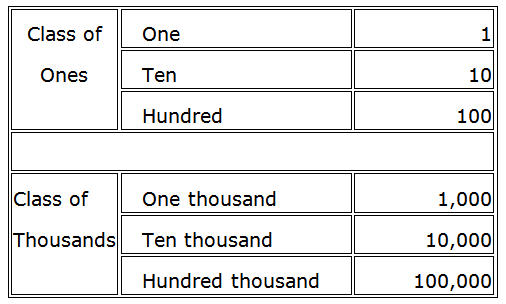 Class of One 1
Ones Ten 10
Hundred 100
Class of One thousand 1,000
Thousands Ten thousand 10,000
Hundred thousand 100,000